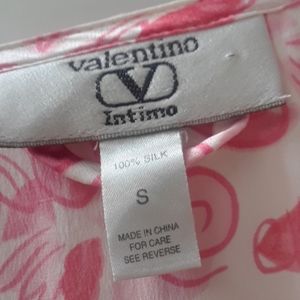 valentino
V
intimo
100% SILK
S
MADE IN CHINA
FOR CARE
SEE REVERSE